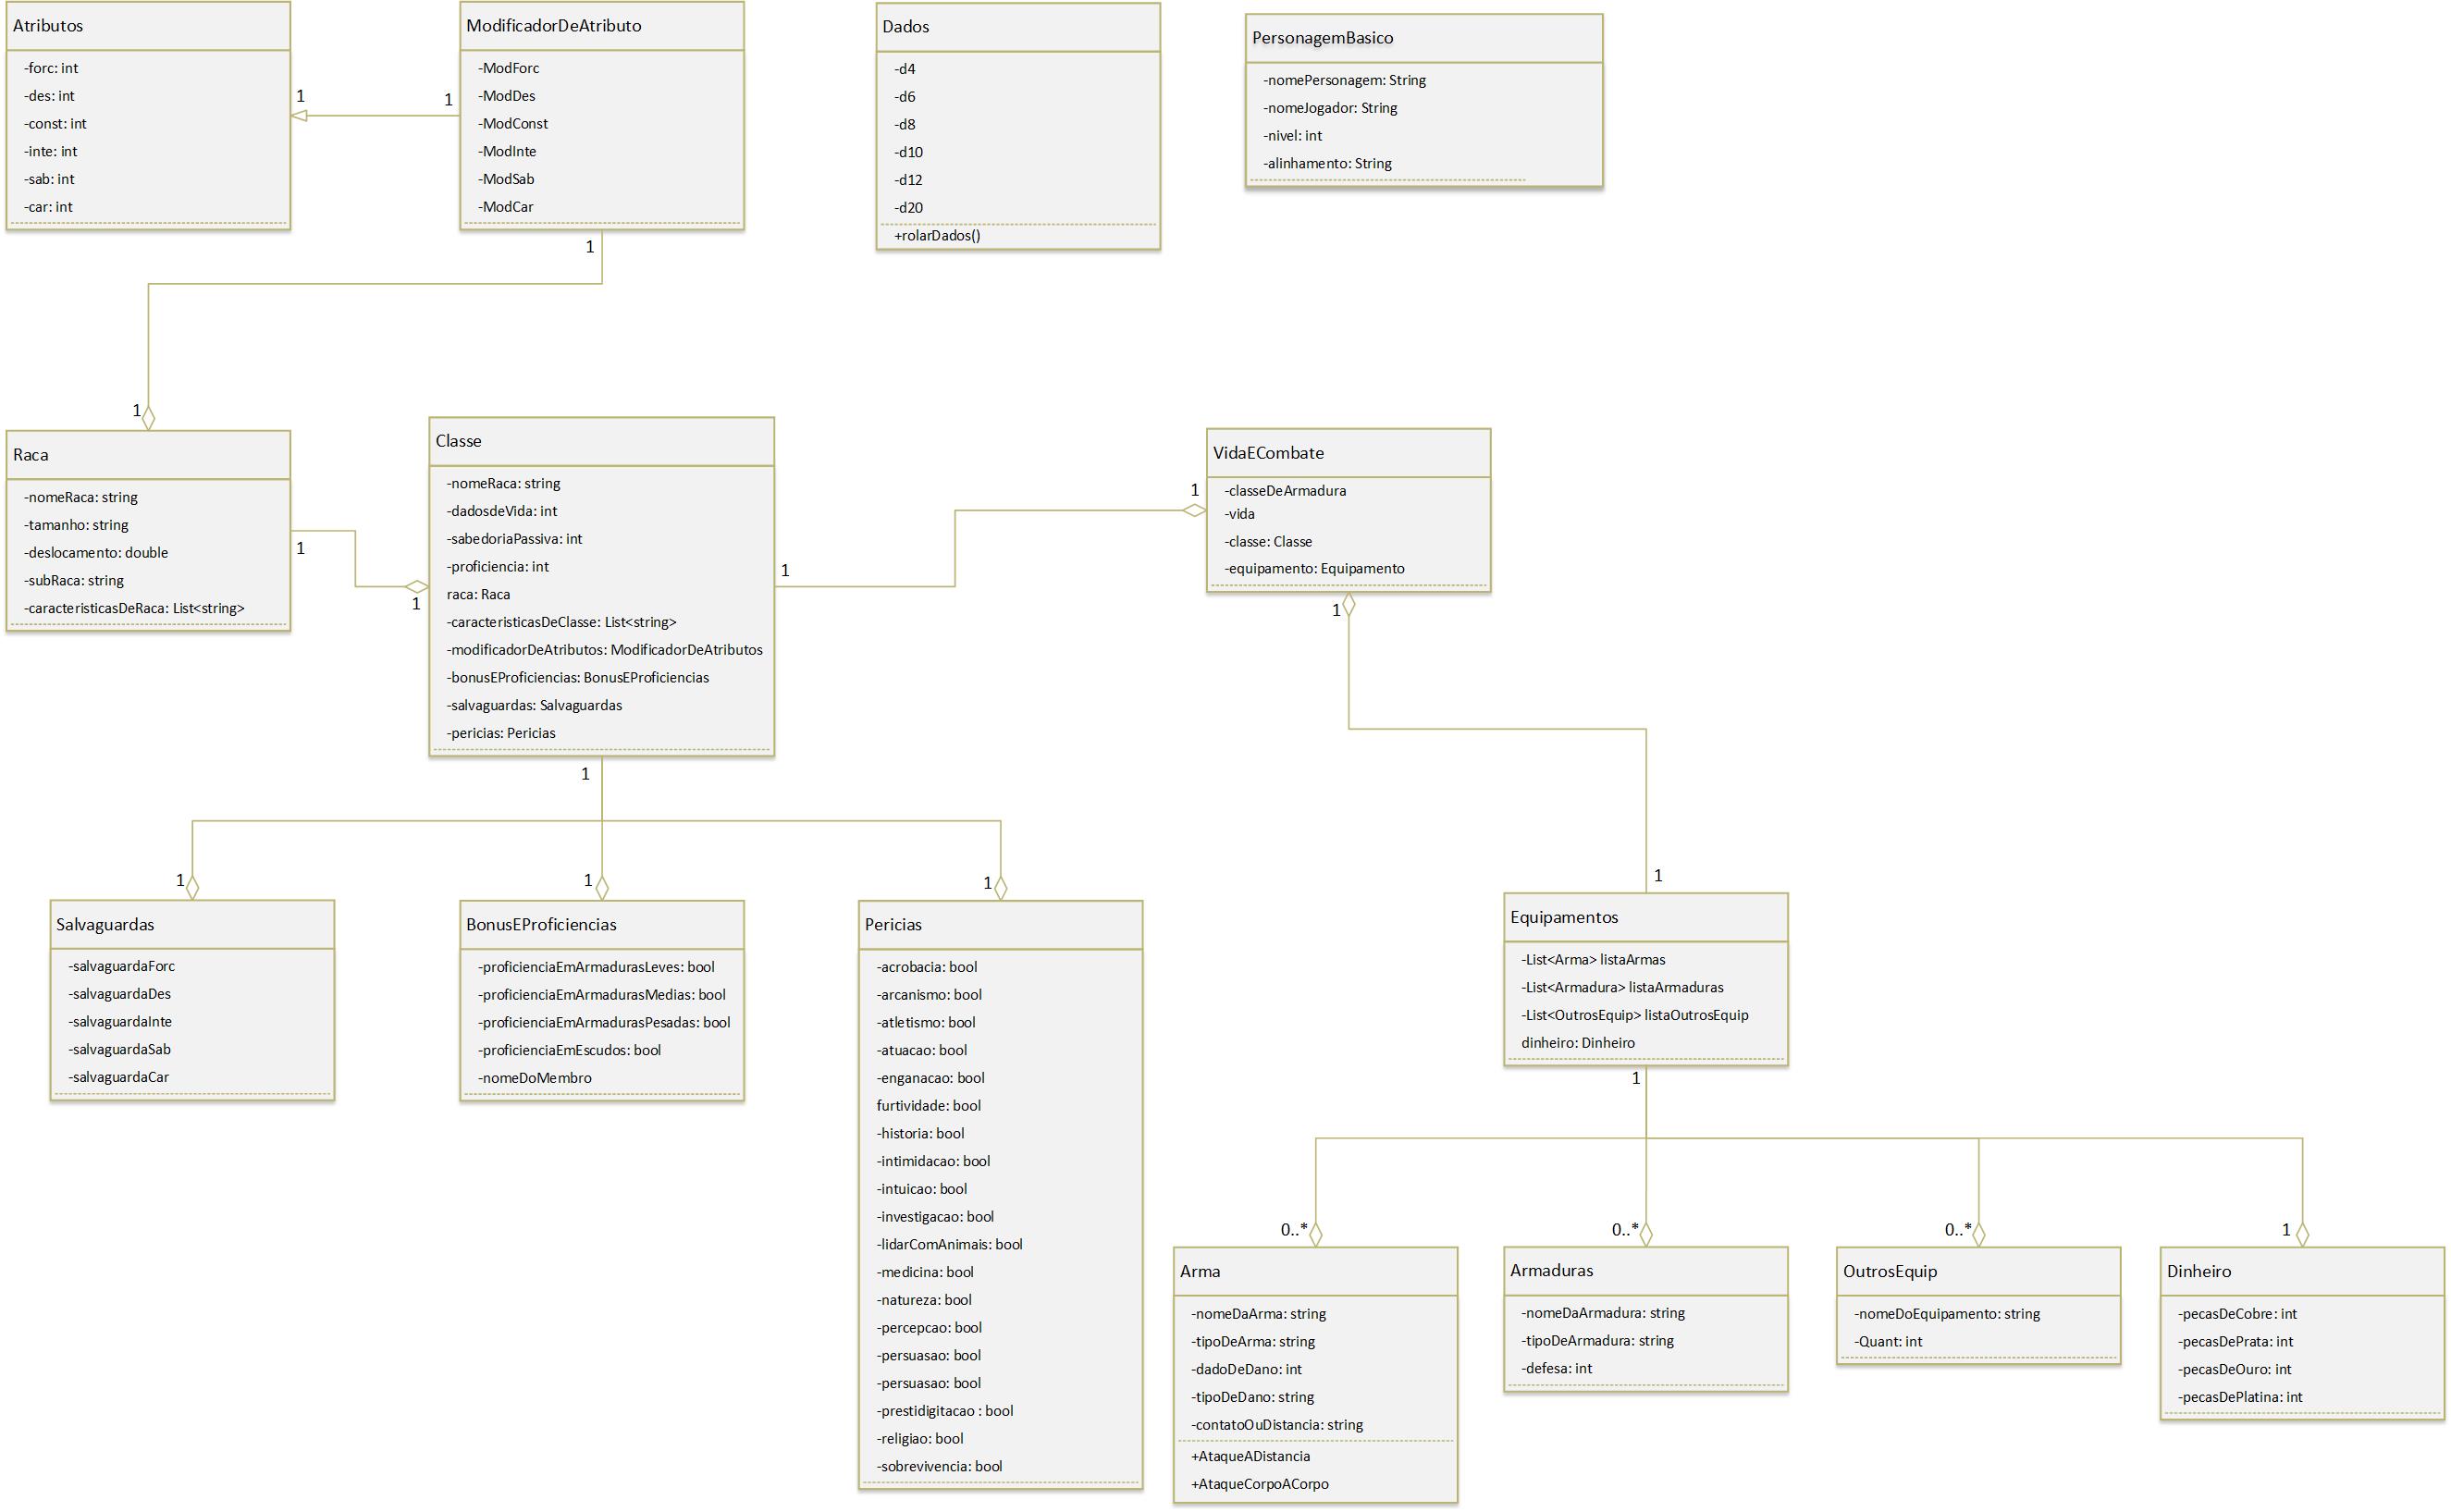 Atributos
-forc: int
-des: int
-const: int
-inte: int
-sab: int
-car: int
1
1
ModificadorDeAtributo
-ModForc
-ModDes
-ModConst
-ModInte
-ModSab
-ModCar
1
Dados
-d4
-d6
-d8
-d10
-d12
-d20
+rolarDados()
PersonagemBasico
-nomePersonagem: String
-nomeJogador: String
-nivel: int
-alinhamento: String
1
Raca
-nomeRaca: string
-tamanho: string
-deslocamento: double
-subRaca: string
-caracteristicasDeRaca: List<string>
1
1
Classe
-nomeRaca: string
-dadosdeVida: int
-sabedoriaPassiva: int
-proficiencia: int
raca: Raca
-caracteristicasDeClasse: List<string>
-modificadorDeAtributos: ModificadorDeAtributos
-bonusEProficiencias: BonusEProficiencias
-salvaguardas: Salvaguardas
-pericias: Pericias
1
1
1
VidaECombate
-classeDeArmadura
-vida
-classe: Classe
-equipamento: Equipamento
1
1
Salvaguardas
-salvaguardaForc
-salvaguardaDes
-salvaguardaInte
-salvaguardaSab
-salvaguardaCar
1
BonusEProficiencias
-proficienciaEmArmadurasLeves: bool
-proficienciaEmArmadurasMedias: bool
-proficienciaEmArmadurasPesadas: bool
-proficienciaEmEscudos: bool
-nomeDoMembro
1
Pericias
-acrobacia: bool
-arcanismo: bool
-atletismo: bool
-atuacao: bool
-enganacao: bool
furtividade: bool
-historia: bool
-intimidacao: bool
-intuicao: bool
-investigacao: bool
-lidarComAnimais: bool
-medicina: bool
-natureza: bool
-percepcao: bool
-persuasao: bool
-persuasao: bool
-prestidigitacao : bool
-religiao: bool
-sobrevivencia: bool
1
Equipamentos
-List<Arma> listaArmas
-List<Armadura> listaArmaduras
-List<OutrosEquip> listaOutrosEquip
dinheiro: Dinheiro
1
0..*
Arma
-nomeDaArma: string
-tipoDeArma: string
-dadoDeDano: int
-tipoDeDano: string
-contatoOuDistancia: string
+AtaqueADistancia
+AtaqueCorpoACorpo
0..*
Armaduras
-nomeDaArmadura: string
-tipoDeArmadura: string
-defesa: int
0..*
OutrosEquip
-nomeDoEquipamento: string
-Quant: int
1
Dinheiro
-pecasDeCobre: int
-pecasDePrata: int
-pecasDeOuro: int
-pecasDePlatina: int